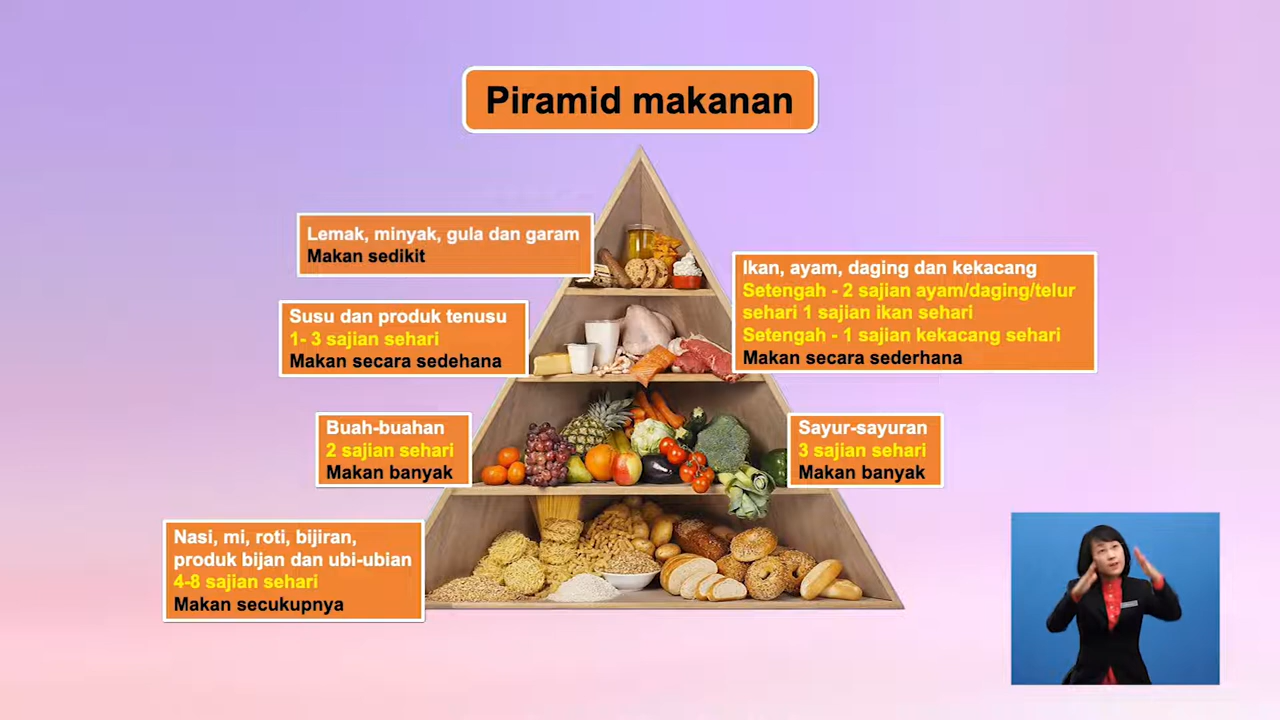 Piramid makanan
Lemak, minyak, gula dan garam
Makan sedikit
Ikan, ayam, daging dan kekacang
Setengah - 2 sajian ayam/daging/telur
sehari 1 sajian ikan sehari
Setengah - 1 sajian kekacang sehari
Makan secara sederhana
Susu dan produk tenusu
1- 3 sajian sehari
Makan secara sedehana
Buah-buahan
2 sajian sehari
Makan banyak
Sayur-sayuran
3 sajian sehari
Makan banyak
Nasi, mi, roti, bijiran,
produk bijan dan ubi-ubian
4-8 sajian sehari
Makan secukupnya